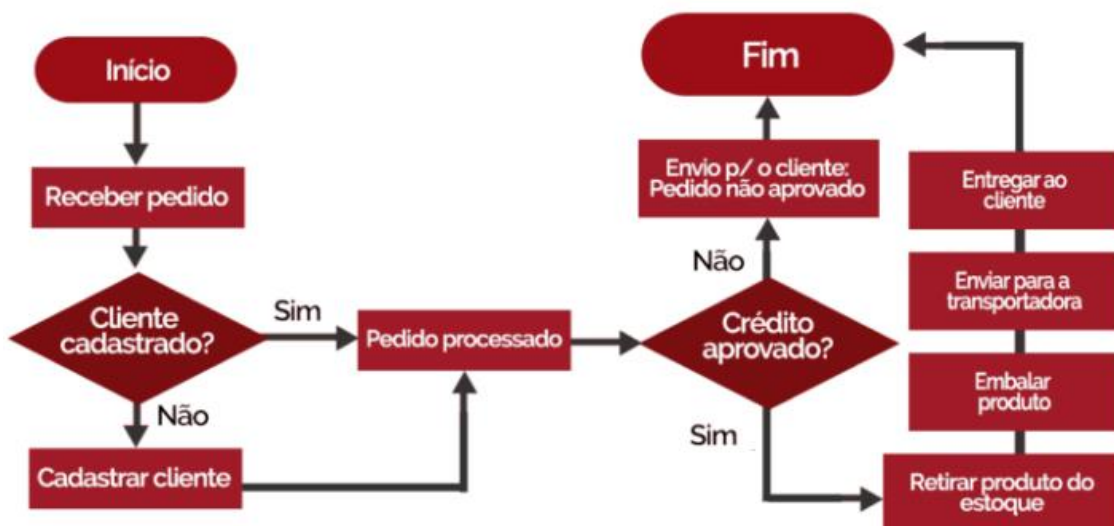 Início
Receber pedido
Cliente
cadastrado?
Sim
Não
Cadastrar cliente
Pedido processado
Crédito
aprovado?
Não
Envio p/ o cliente:
Pedido não aprovado
Fim
Sim
Retirar produto do
estoque
Embalar
produto
Enviar para a
transportadora
Entregar ao
cliente